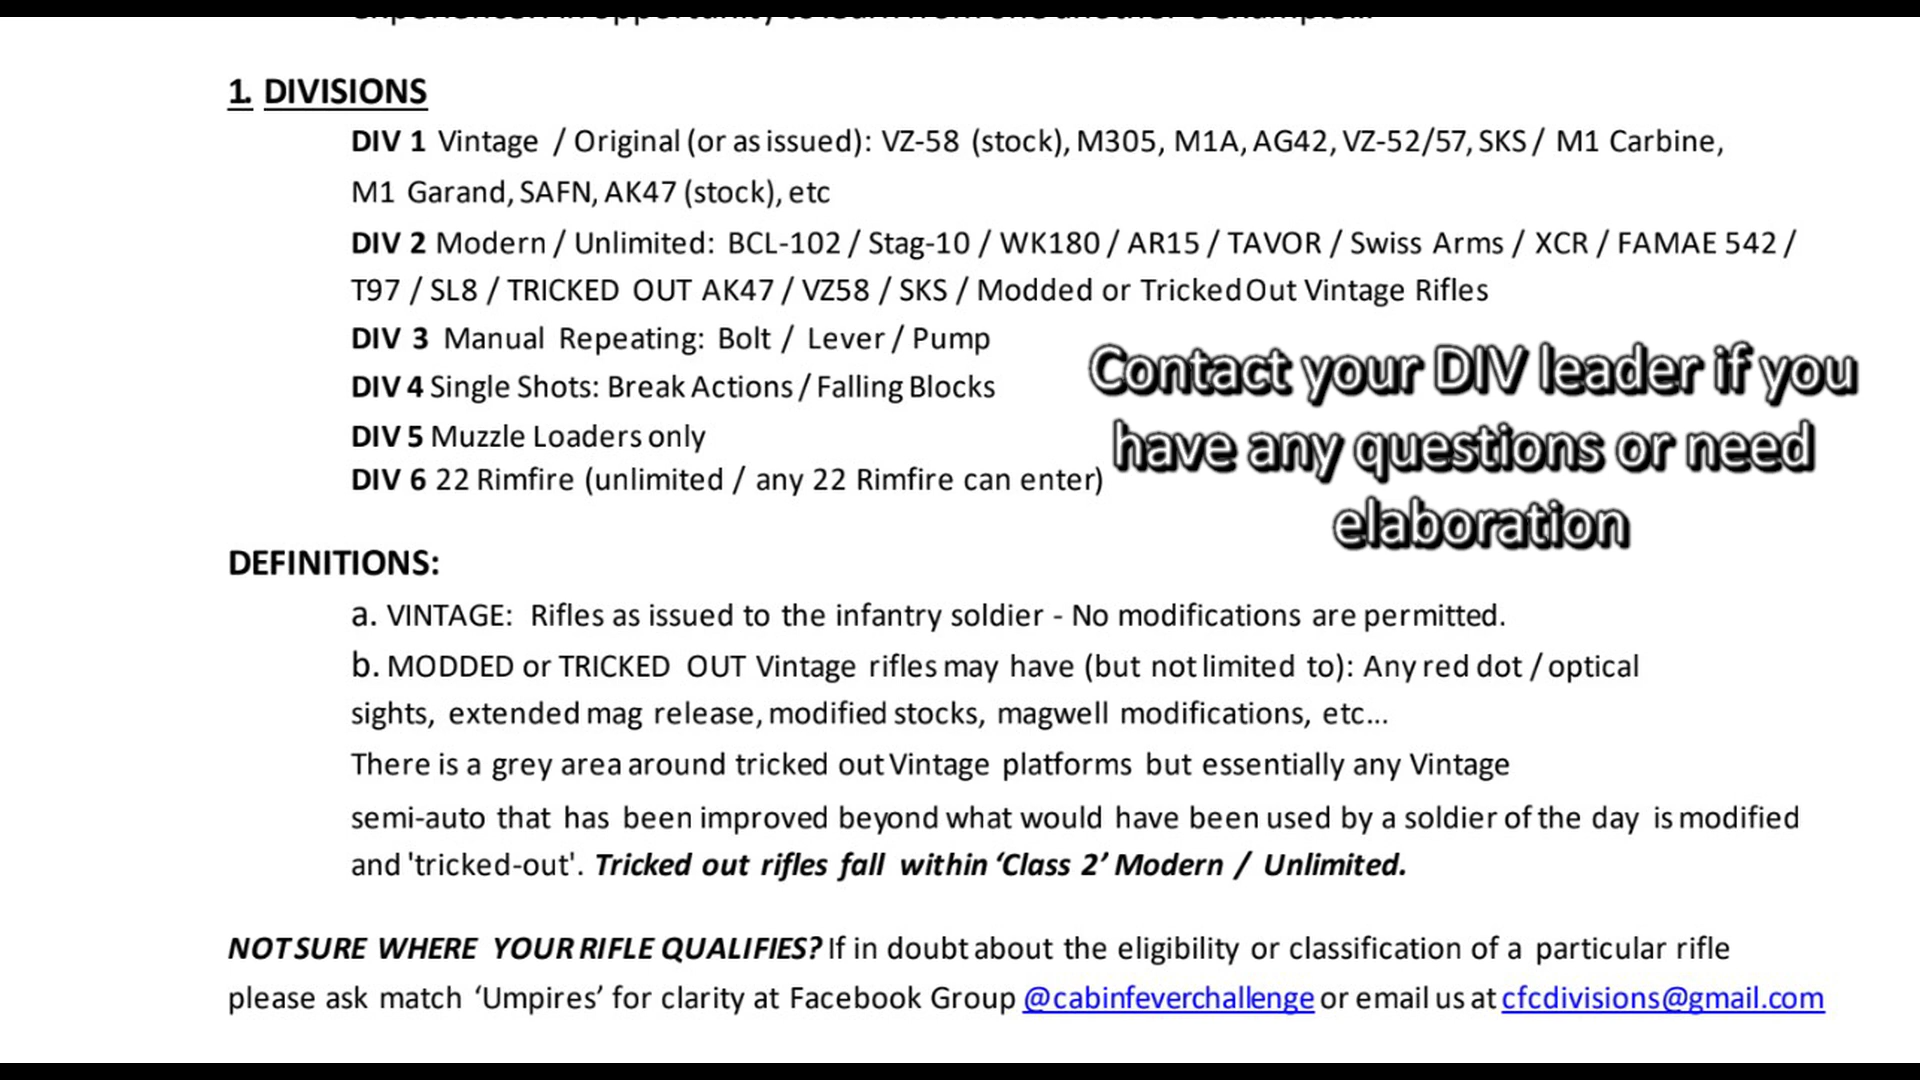 1. DIVISIONS
DIV 1 Vintage / Original (or as issued): VZ-58 (stock), M305, M1A, AG42, VZ-52/57, SKS / M1 Carbine,
M1 Garand, SAFN, AK47 (stock), etc
DIV 2 Modern / Unlimited: BCL-102 / Stag-10 / WK180 / AR15 / TAVOR / Swiss Arms / XCR / FAMAE 542 /
T97 / SL8 / TRICKED OUT AK47 / VZ58 / SKS / Modded or Tricked Out Vintage Rifles
DIV 3 Manual Repeating: Bolt / Lever / Pump
DIV 4 Single Shots: Break Actions / Falling Blocks
DIV 5 Muzzle Loaders only
DIV 6 22 Rimfire (unlimited / any 22 Rimfire can enter)
Contact your DIV leader if you
have any questions or need
elaboration
DEFINITIONS:
a. VINTAGE: Rifles as issued to the infantry soldier - No modifications are permitted.
b. MODDED or TRICKED OUT Vintage rifles may have (but not limited to): Any red dot / optical
sights, extended mag release, modified stocks, magwell modifications, etc...
There is a grey area around tricked out Vintage platforms but essentially any Vintage
semi-auto that has been improved beyond what would have been used by a soldier of the day is modified
and 'tricked-out'. Tricked out rifles fall within ‘Class 2’ Modern / Unlimited.
NOT SURE WHERE YOUR RIFLE QUALIFIES? If in doubt about the eligibility or classification of a particular rifle
please ask match ‘Umpires’ for clarity at Facebook Group @cabinfeverchallenge or email us at cfcdivisions@gmail.com